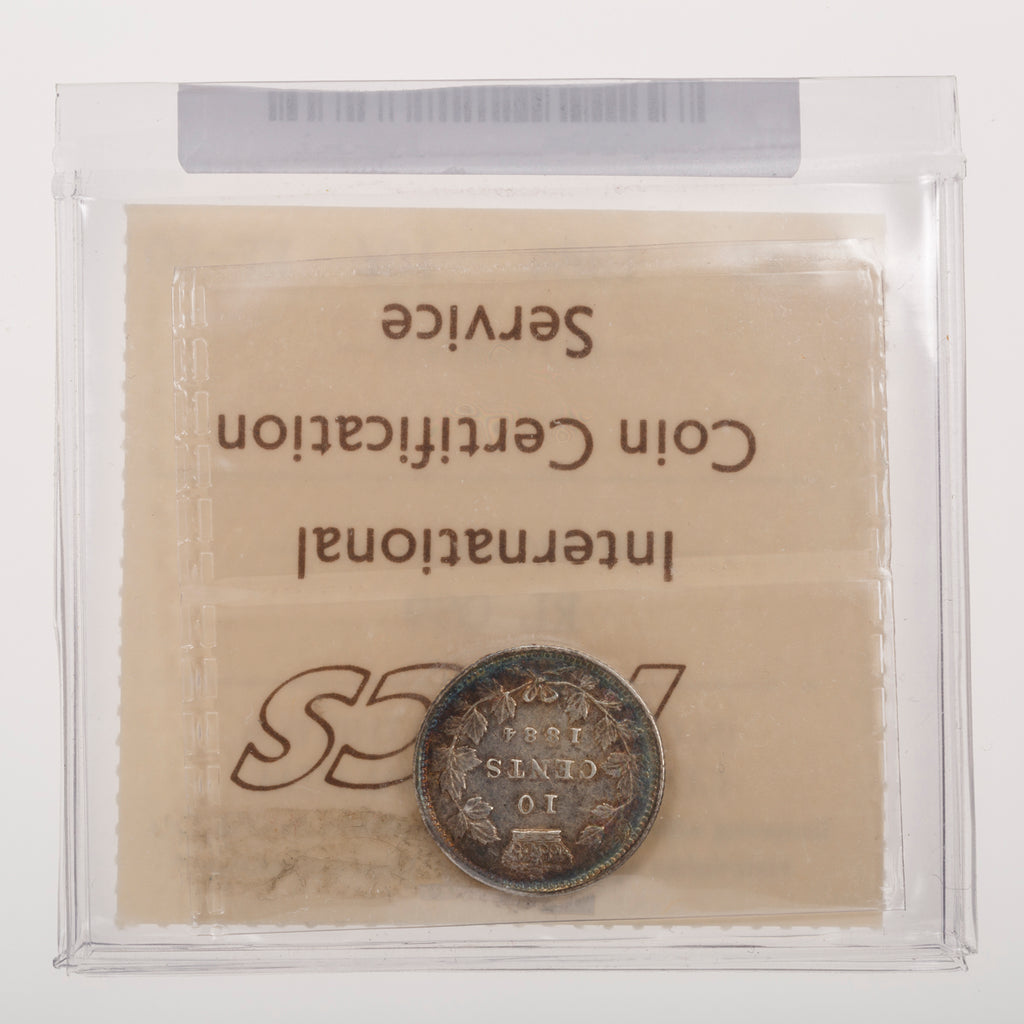 10
CENTS
1884
ICCS
International
Coin Certification
Service